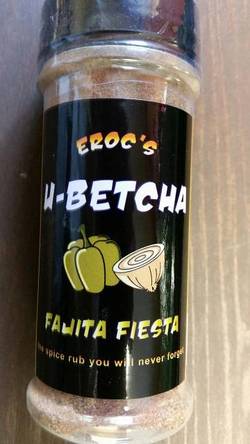 EROC'S
U-BETCHA
FAJITA FIESTA
the spice rub you will never forget